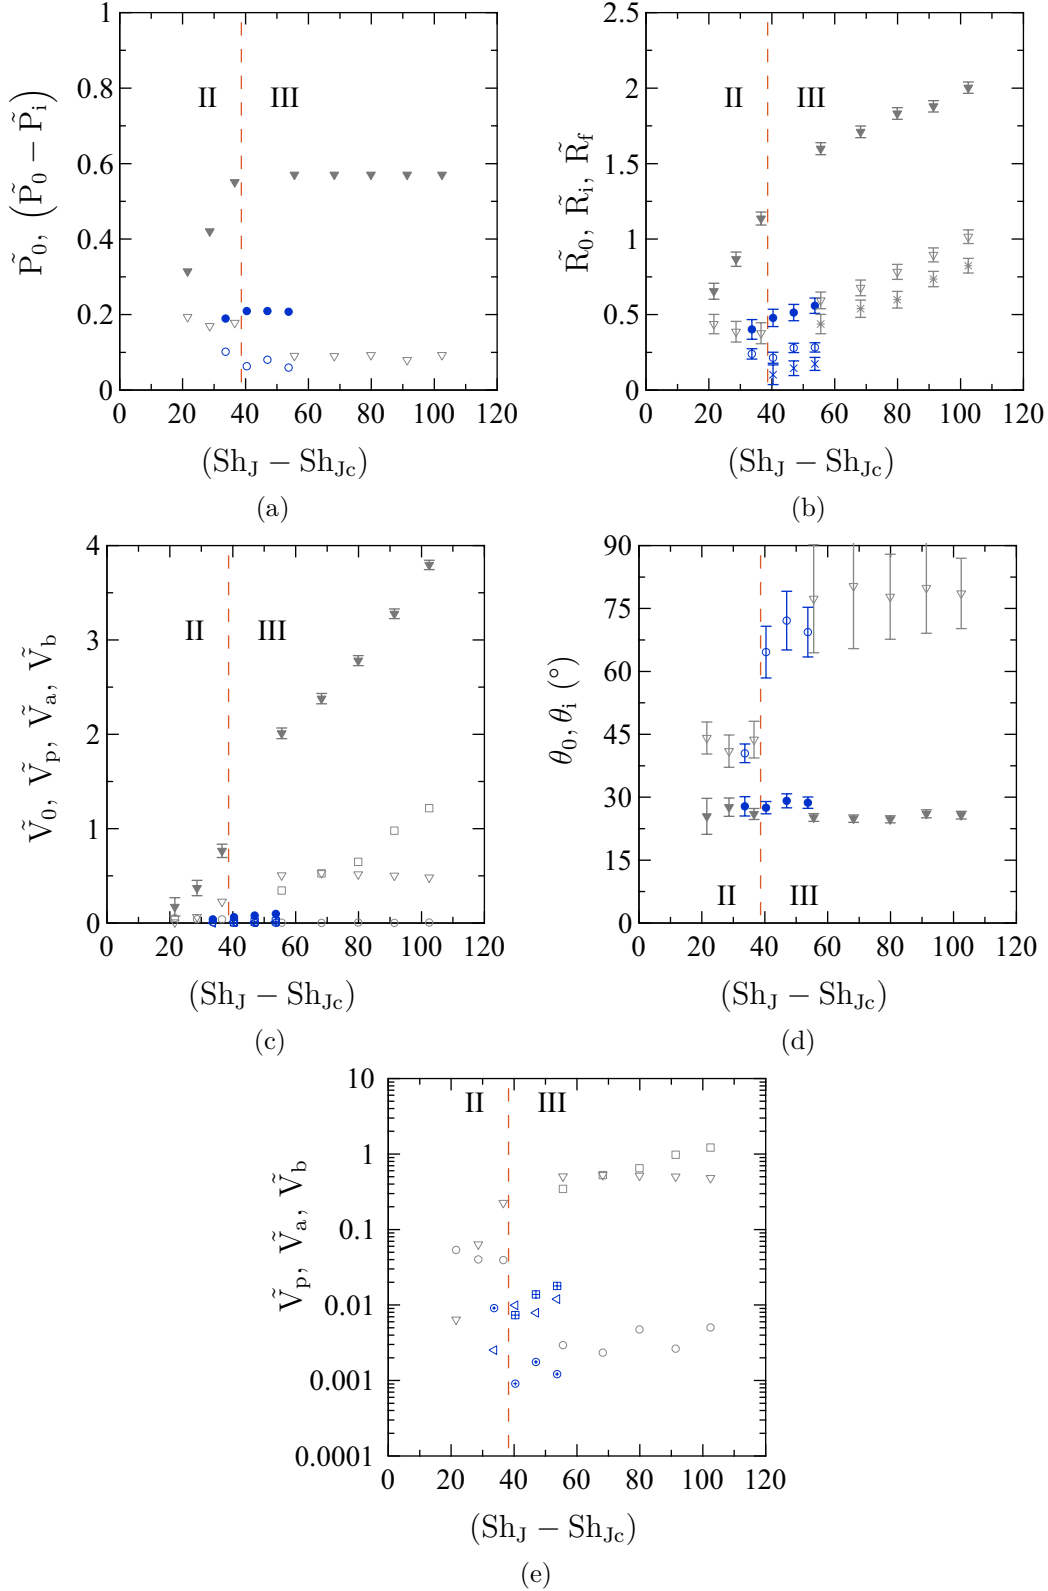 1
0.8
0.6
0.4
0.2
0
0 20 40 60 80 100 120
II III
P̃0, (P̃0 − P̃i)
(ShJ − ShJc)
(a)
2.5
2
1.5
1
0.5
0
0 20 40 60 80 100 120
II III
R̃0, R̃i, R̃f
(ShJ − ShJc)
(b)
4
3
2
1
0
0 20 40 60 80 100 120
II III
Ṽ0, Ṽp, Ṽa, Ṽb
(ShJ − ShJc)
(c)
90
75
60
45
30
15
0
0 20 40 60 80 100 120
II III
θ0, θi (°)
(ShJ − ShJc)
(d)
10
1
0.1
0.01
0.001
0.0001
0 20 40 60 80 100 120
II III
Ṽp, Ṽa, Ṽb
(ShJ − ShJc)
(e)